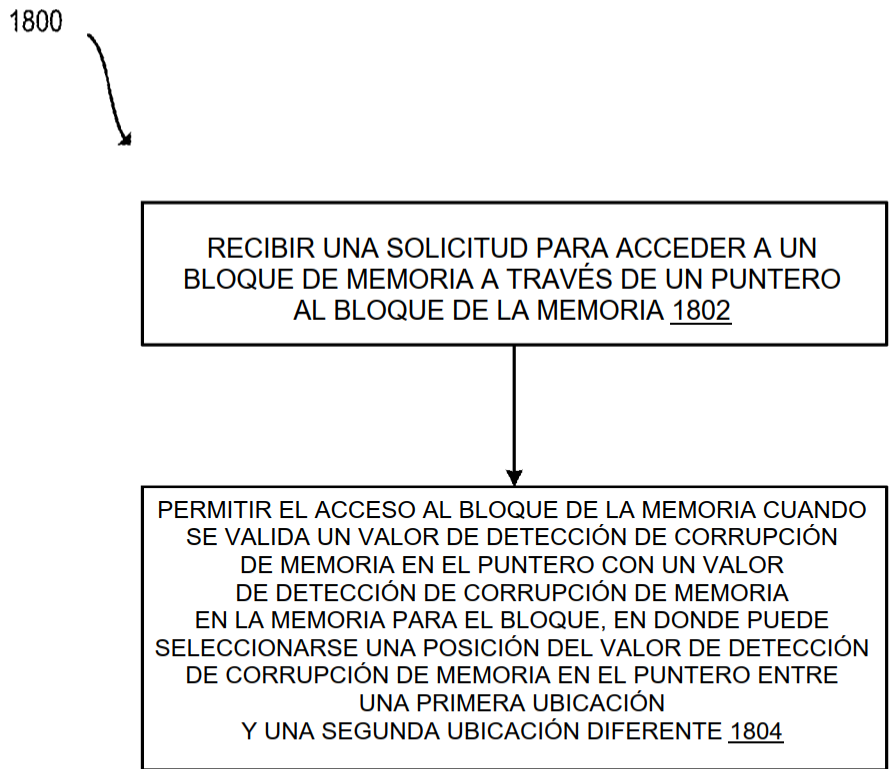 1800
RECIBIR UNA SOLICITUD PARA ACCEDER A UN
BLOQUE DE MEMORIA A TRAVÉS DE UN PUNTERO
AL BLOQUE DE LA MEMORIA 1802
PERMITIR EL ACCESO AL BLOQUE DE LA MEMORIA CUANDO
SE VALIDA UN VALOR DE DETECCIÓN DE CORRUPCIÓN
DE MEMORIA EN EL PUNTERO CON UN VALOR
DE DETECCIÓN DE CORRUPCIÓN DE MEMORIA
EN LA MEMORIA PARA EL BLOQUE, EN DONDE PUEDE
SELECCIONARSE UNA POSICIÓN DEL VALOR DE DETECCIÓN
DE CORRUPCIÓN DE MEMORIA EN EL PUNTERO ENTRE
UNA PRIMERA UBICACIÓN
Y UNA SEGUNDA UBICACIÓN DIFERENTE 1804